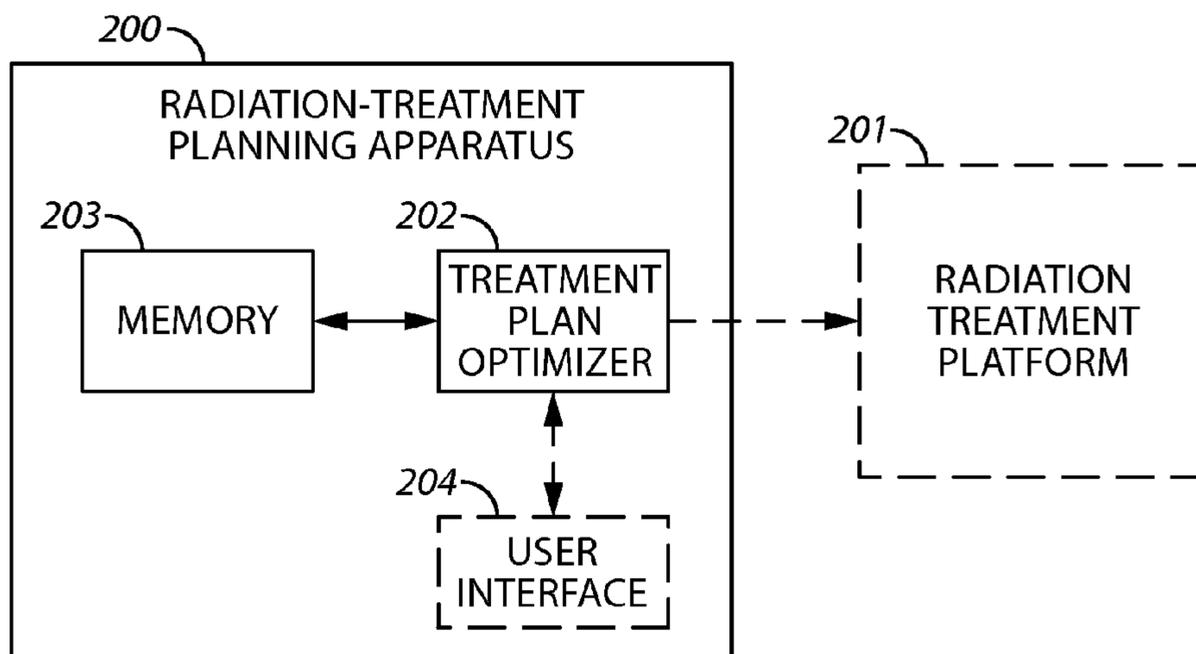 200
RADIATION-TREATMENT
PLANNING APPARATUS
201
203
202
MEMORY
TREATMENT
PLAN
OPTIMIZER
RADIATION
TREATMENT
PLATFORM
204
USER
INTERFACE